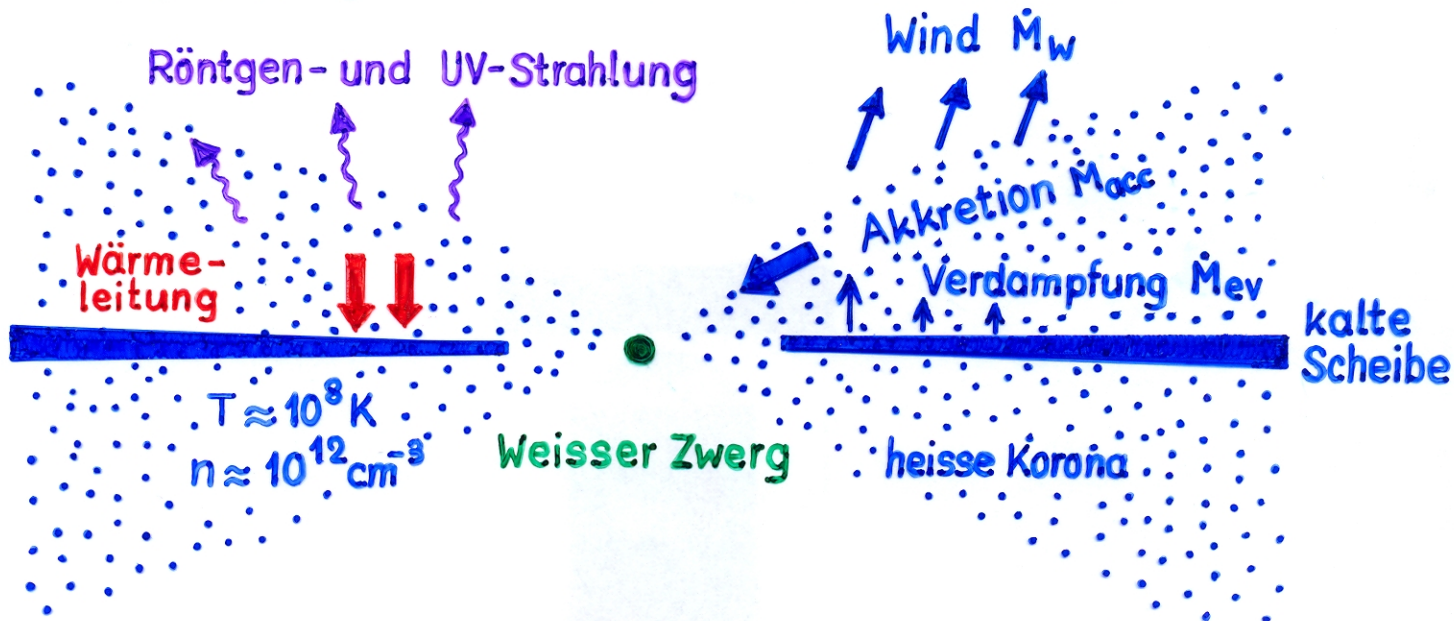 Röntgen- und UV-Strahlung
Wind Ṁw
Akkretion Ṁacc
Wärme-
leitung
Verdampfung Ṁev
kalte
Scheibe
T ≈ 10⁸ K
n ≈ 10¹² cm⁻³
Weisser Zwerg
heisse Korona